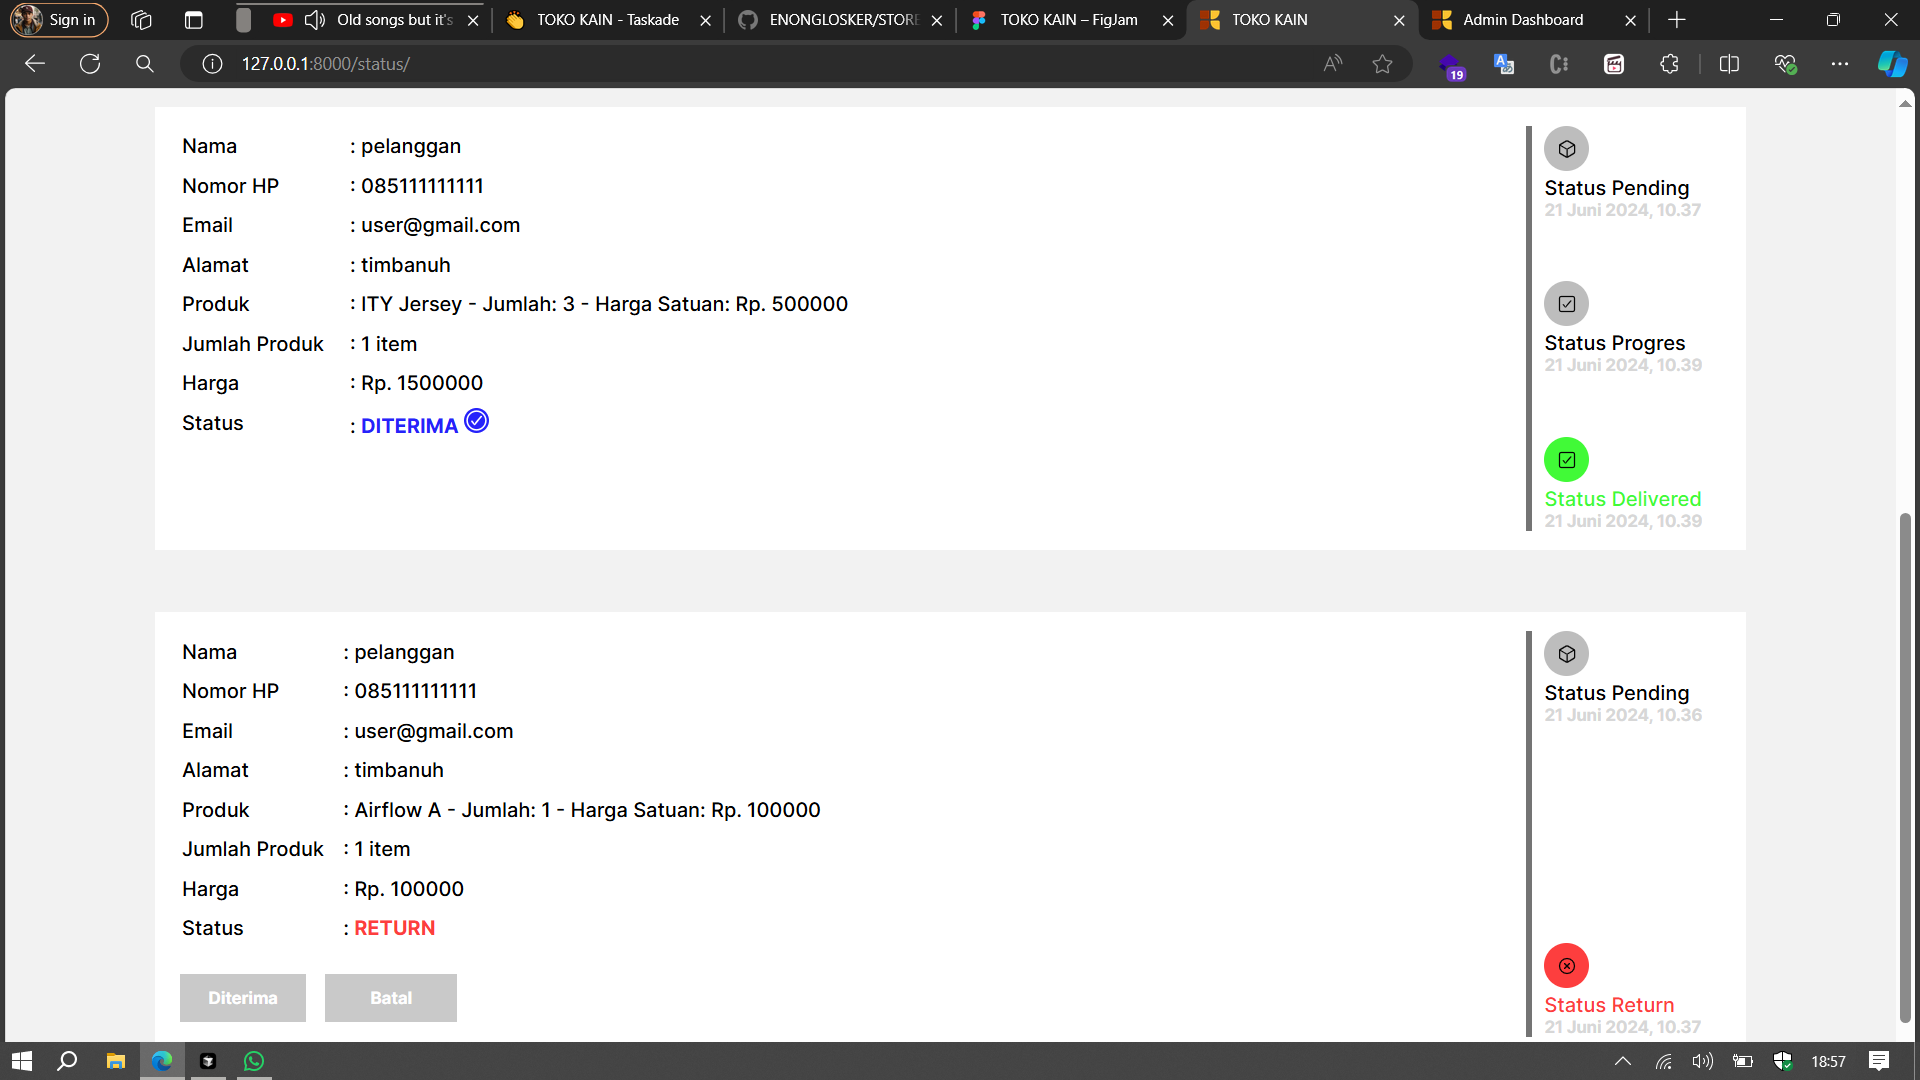 Sign in
Old songs but it's
TOKO KAIN - Taskade
ENONGLOSKER/STORE
TOKO KAIN – FigJam
TOKO KAIN
Admin Dashboard
127.0.0.1:8000/status/
19
Nama : pelanggan
Nomor HP : 085111111111
Email : user@gmail.com
Alamat : timbanuh
Produk : ITY Jersey - Jumlah: 3 - Harga Satuan: Rp. 500000
Jumlah Produk : 1 item
Harga : Rp. 1500000
Status : DITERIMA
Status Pending
21 Juni 2024, 10.37
Status Progres
21 Juni 2024, 10.39
Status Delivered
21 Juni 2024, 10.39
Nama : pelanggan
Nomor HP : 085111111111
Email : user@gmail.com
Alamat : timbanuh
Produk : Airflow A - Jumlah: 1 - Harga Satuan: Rp. 100000
Jumlah Produk : 1 item
Harga : Rp. 100000
Status : RETURN
Diterima
Batal
Status Pending
21 Juni 2024, 10.36
Status Return
21 Juni 2024, 10.37
18:57